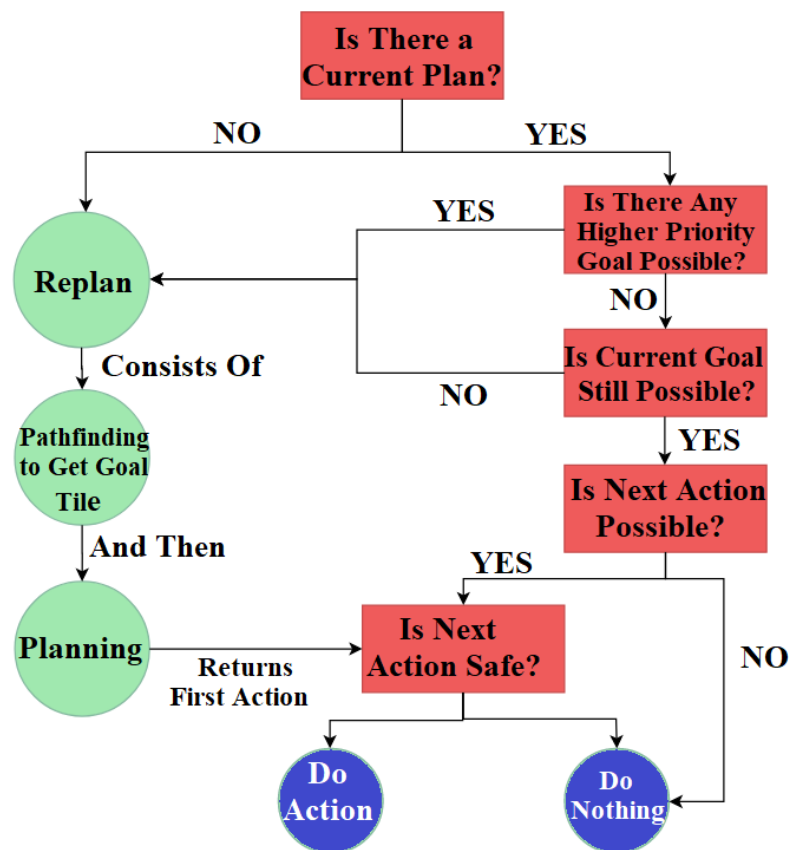 Is There a
Current Plan?
NO
YES
Is There Any
Higher Priority
Goal Possible?
YES
Replan
NO
Consists Of
Is Current Goal
Still Possible?
NO
YES
Pathfinding
to Get Goal
Tile
Is Next Action
Possible?
And Then
YES
Is Next
Action Safe?
NO
Planning
Returns
First Action
Do
Action
Do
Nothing